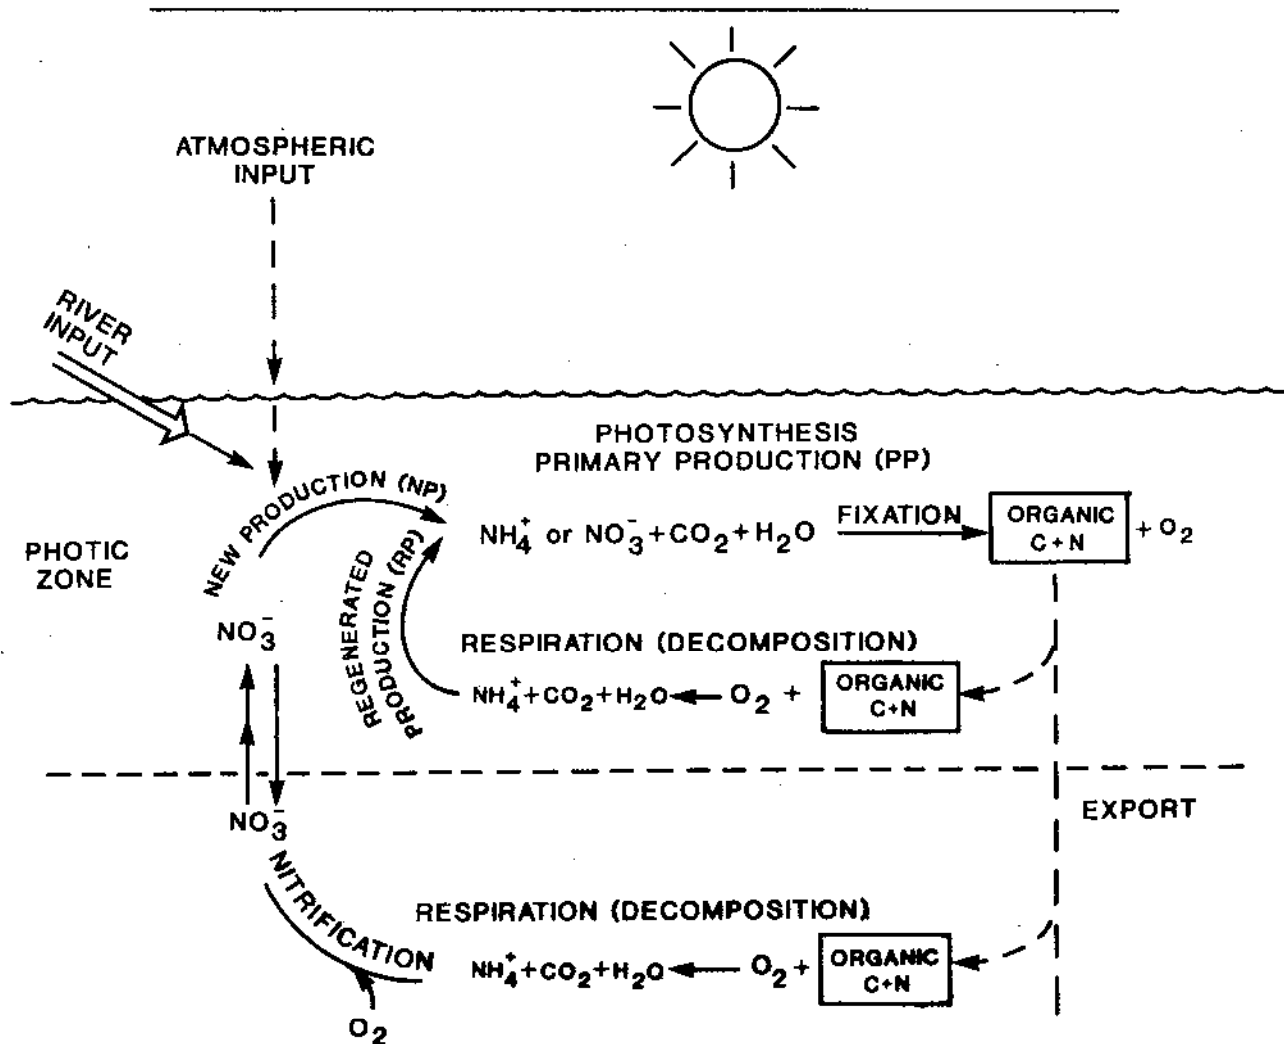 ATMOSPHERIC
INPUT
RIVER
INPUT
PHOTOSYNTHESIS
PRIMARY PRODUCTION (PP)
NEW PRODUCTION (NP)
NH₄⁺ or NO₃⁻+CO₂+H₂O
FIXATION
ORGANIC
C+N
+ O₂
PHOTIC
ZONE
REGENERATED
PRODUCTION (RP)
NO₃⁻
RESPIRATION (DECOMPOSITION)
NH₄⁺+CO₂+H₂O
O₂ +
ORGANIC
C+N
EXPORT
NO₃⁻
NITRIFICATION
RESPIRATION (DECOMPOSITION)
NH₄⁺+CO₂+H₂O
O₂+
ORGANIC
C+N
O₂